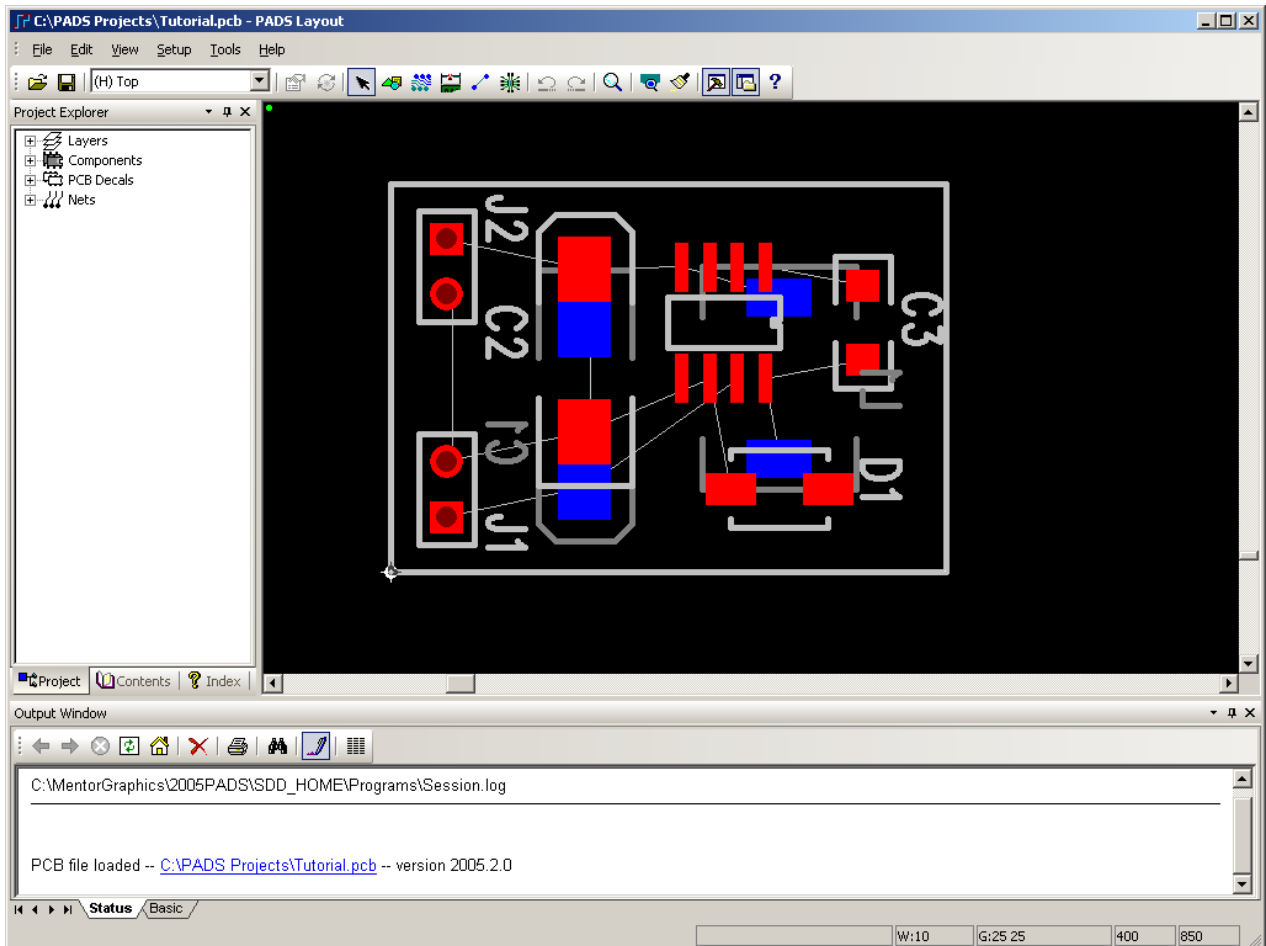 C:\PADS Projects\Tutorial.pcb - PADS Layout
File Edit View Setup Tools Help
(H) Top
?
Project Explorer
Layers
Components
PCB Decals
Nets
J2
C2
C3
C1
L1
D1
J1
Project Contents ? Index
Output Window
C:\MentorGraphics\2005PADS\SDD_HOME\Programs\Session.log
PCB file loaded -- C:\PADS Projects\Tutorial.pcb -- version 2005.2.0
Status Basic
W:10 G:25 25 400 850